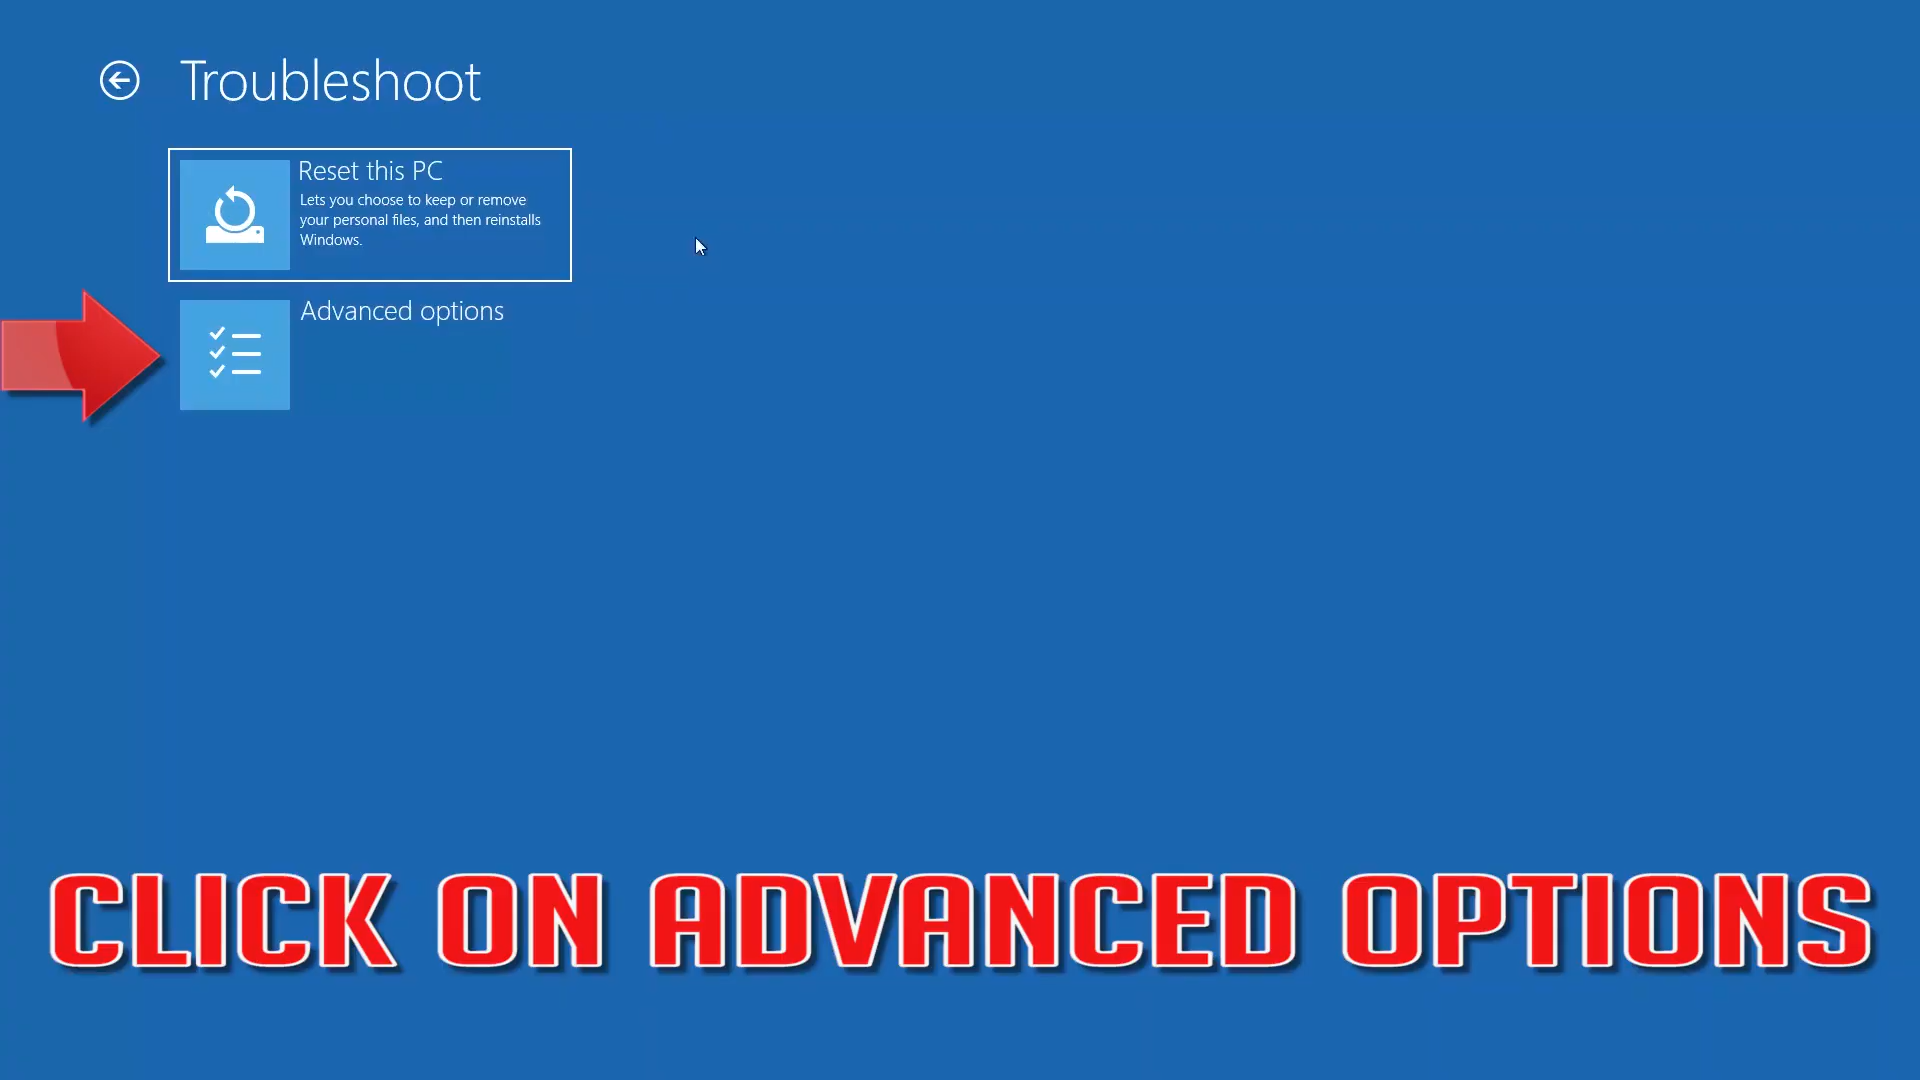 Troubleshoot
Reset this PC
Lets you choose to keep or remove
your personal files, and then reinstalls
Windows.
Advanced options
CLICK ON ADVANCED OPTIONS